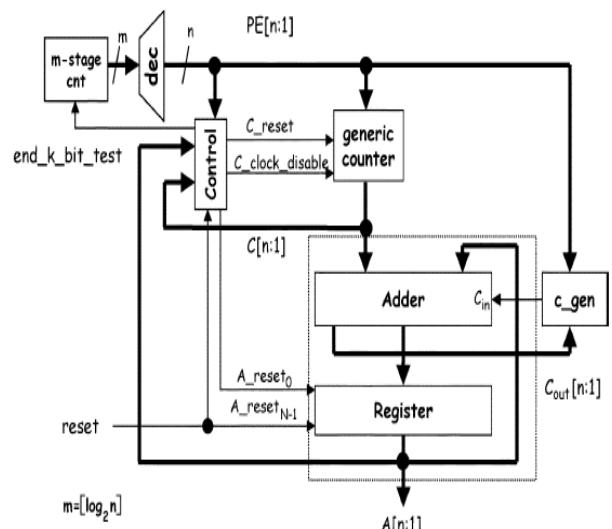 m
n
PE[n:1]
m-stage
cnt
dec
Control
C_reset
generic
counter
C_clock_disable
end_k_bit_test
C[n:1]
Adder
Cin
c_gen
A_reset0
Cout[n:1]
Register
reset
A_resetN-1
m=[log2n]
A[n:1]